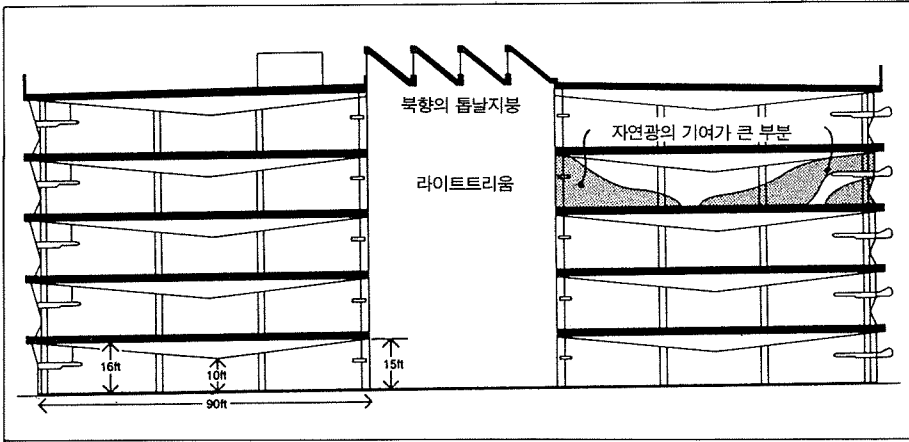 북향의 톱날지붕
자연광의 기여가 큰 부분
라이트트리움
16ft
10ft
15ft
90ft